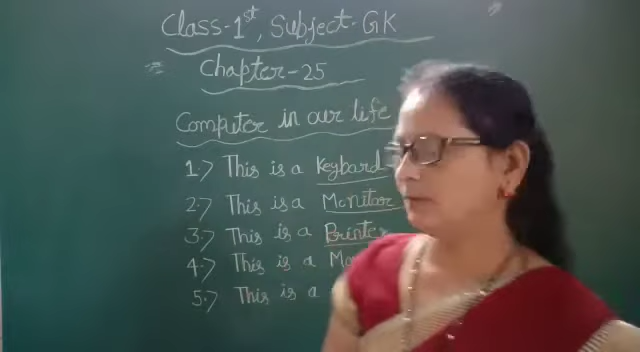 Class-1st, Subject-GK
Chapter-25
Computer in our life
1.> This is a Keyboard
2.> This is a Monitor
3.> This is a Printer
4.> This is a
5.> This is a